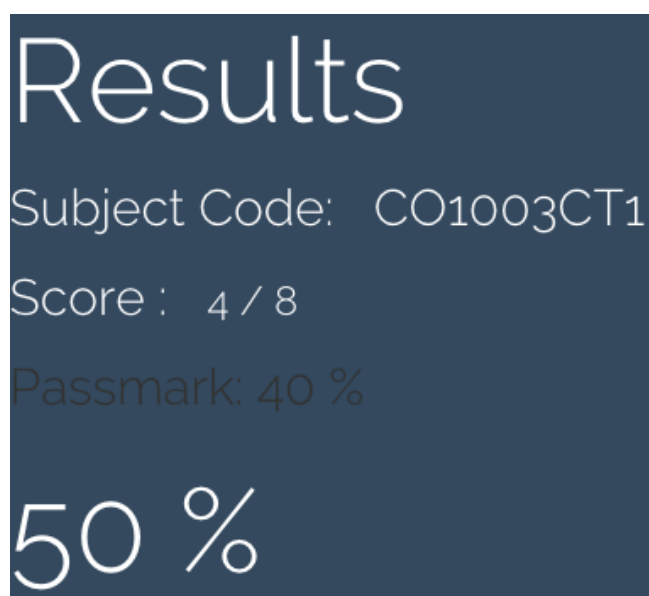 Results
Subject Code: CO1003CT1
Score : 4 / 8
Passmark: 40 %
50 %